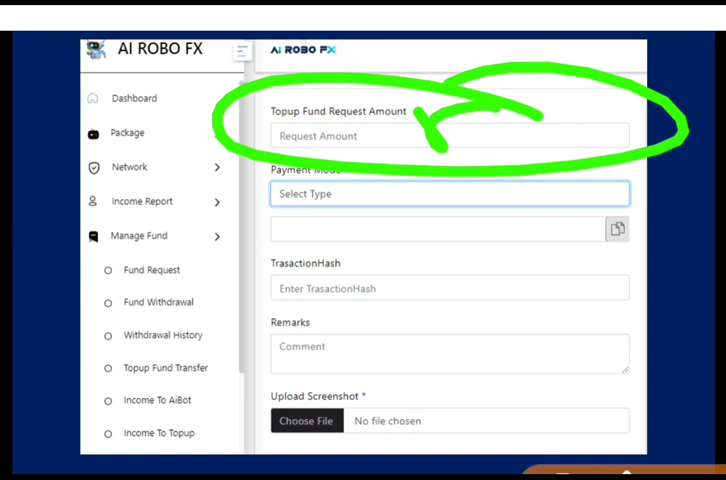 AI ROBO FX
Dashboard
Package
Network
Income Report
Manage Fund
Fund Request
Fund Withdrawal
Withdrawal History
Topup Fund Transfer
Income To AiBot
Income To Topup
Ai ROBO FX
Topup Fund Request Amount
Request Amount
Payment Mode
Select Type
TrasactionHash
Enter TrasactionHash
Remarks
Comment
Upload Screenshot *
Choose File No file chosen